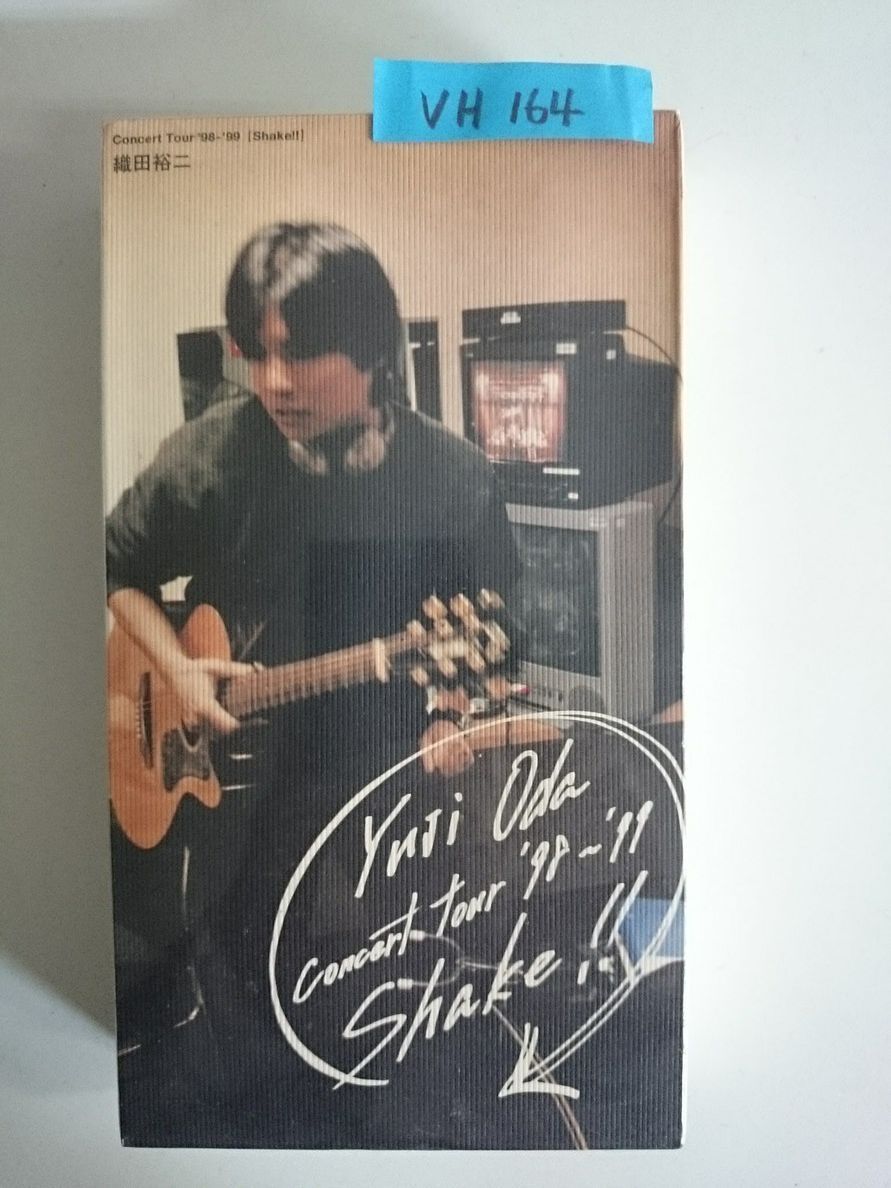 VH 164
Concert Tour '98-'99 [Shake!!]
織田裕二
Yuji Oda
concert tour '98~'99
Shake!!